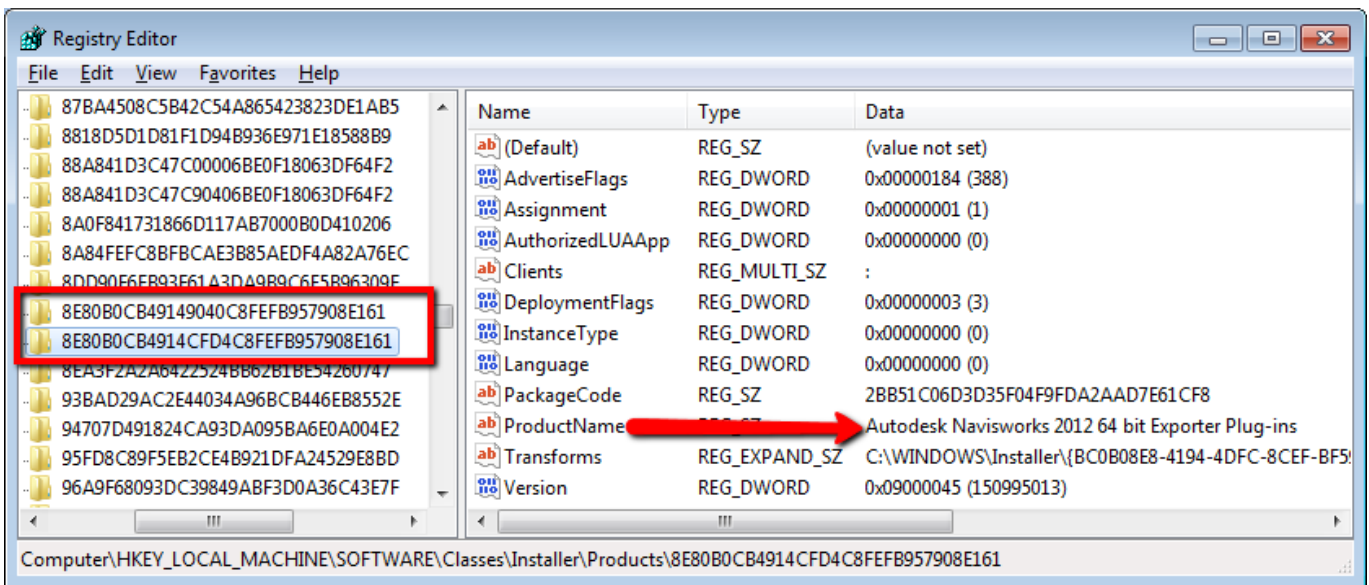 Registry Editor
File Edit View Favorites Help
87BA4508C5B42C54A865423823DE1AB5
8818D5D1D81F1D94B936E971E18588B9
88A841D3C47C00006BE0F18063DF64F2
88A841D3C47C90406BE0F18063DF64F2
8A0F841731866D117AB7000B0D410206
8A84FEFC8BFBCAE3B85AEDF4A82A76EC
8DD90F6FB93F61A3DA9B9C6F5B96309F
8E80B0CB49149040C8FEFB957908E161
8E80B0CB4914CFD4C8FEFB957908E161
8EA3F2A2A6422524BB62B1BE54260747
93BAD29AC2E44034A96BCB446EB8552E
94707D491824CA93DA095BA6E0A004E2
95FD8C89F5EB2CE4B921DFA24529E8BD
96A9F68093DC39849ABF3D0A36C43E7F
Name Type Data
(Default) REG_SZ (value not set)
AdvertiseFlags REG_DWORD 0x00000184 (388)
Assignment REG_DWORD 0x00000001 (1)
AuthorizedLUAApp REG_DWORD 0x00000000 (0)
Clients REG_MULTI_SZ :
DeploymentFlags REG_DWORD 0x00000003 (3)
InstanceType REG_DWORD 0x00000000 (0)
Language REG_DWORD 0x00000000 (0)
PackageCode REG_SZ 2BB51C06D3D35F04F9FDA2AAD7E61CF8
ProductName Autodesk Navisworks 2012 64 bit Exporter Plug-ins
Transforms REG_EXPAND_SZ C:\WINDOWS\Installer\{BC0B08E8-4194-4DFC-8CEF-BF5
Version REG_DWORD 0x09000045 (150995013)
Computer\HKEY_LOCAL_MACHINE\SOFTWARE\Classes\Installer\Products\8E80B0CB4914CFD4C8FEFB957908E161